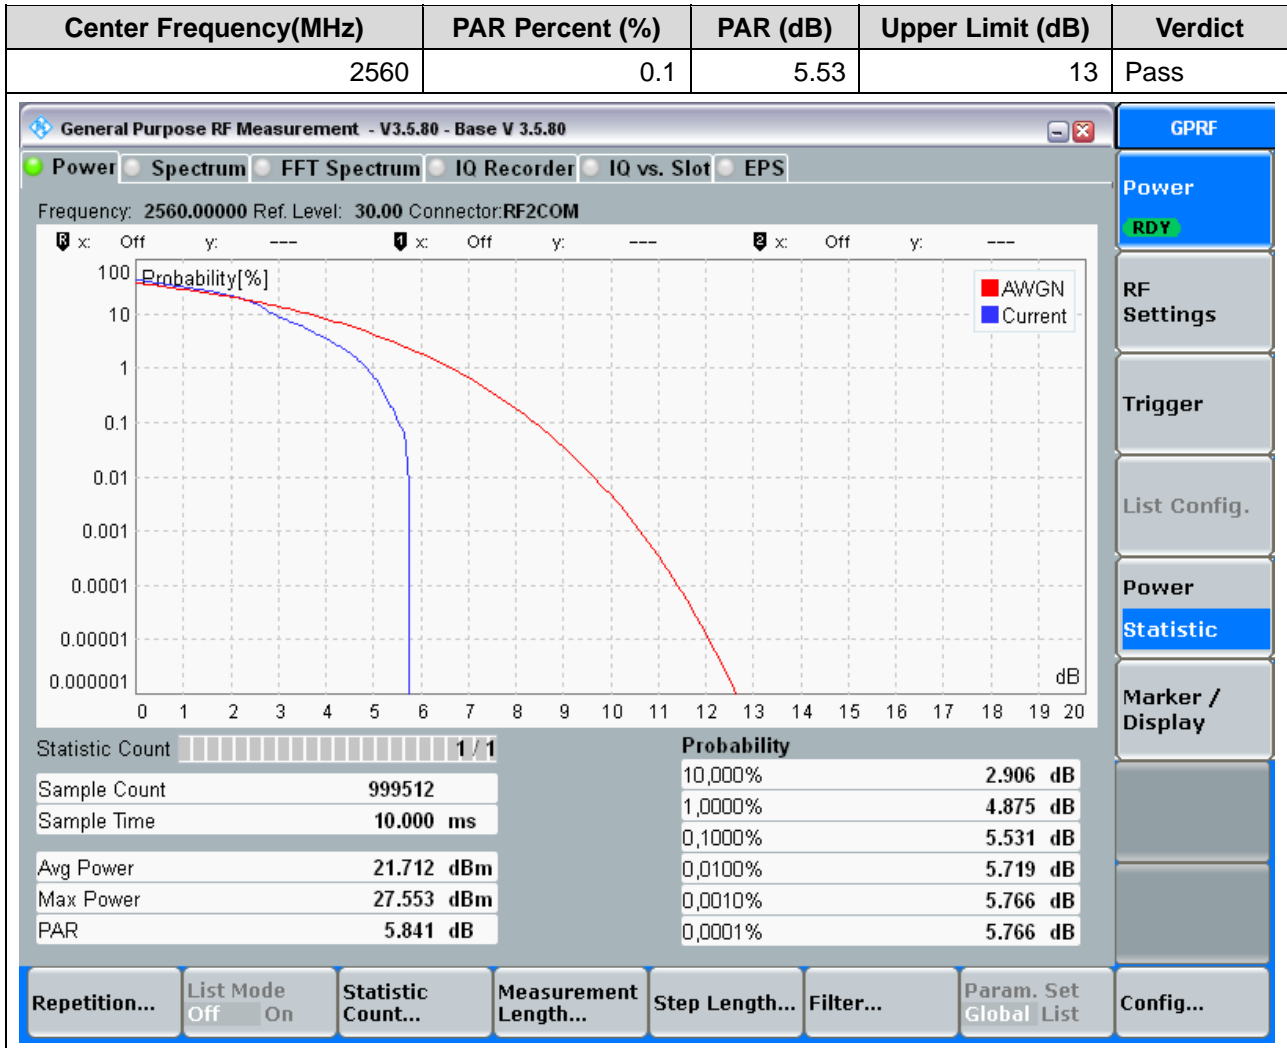 Center Frequency(MHz) PAR Percent (%) PAR (dB) Upper Limit (dB) Verdict
2560 0.1 5.53 13 Pass
General Purpose RF Measurement - V3.5.80 - Base V 3.5.80
GPRF
Power Spectrum FFT Spectrum IQ Recorder IQ vs. Slot EPS
Frequency: 2560.00000 Ref. Level: 30.00 Connector:RF2COM
R x: Off y: --- 1 x: Off y: --- 2 x: Off y: ---
Probability[%]
100
10
1
0.1
0.01
0.001
0.0001
0.00001
0.000001
AWGN
Current
dB
0 1 2 3 4 5 6 7 8 9 10 11 12 13 14 15 16 17 18 19 20
Statistic Count 1 / 1
Sample Count 999512
Sample Time 10.000 ms
Avg Power 21.712 dBm
Max Power 27.553 dBm
PAR 5.841 dB
Probability
10,000% 2.906 dB
1,0000% 4.875 dB
0,1000% 5.531 dB
0,0100% 5.719 dB
0,0010% 5.766 dB
0,0001% 5.766 dB
Power
RDY
RF
Settings
Trigger
List Config.
Power
Statistic
Marker /
Display
Repetition...
List Mode
Off On
Statistic
Count...
Measurement
Length...
Step Length...
Filter...
Param. Set
Global List
Config...